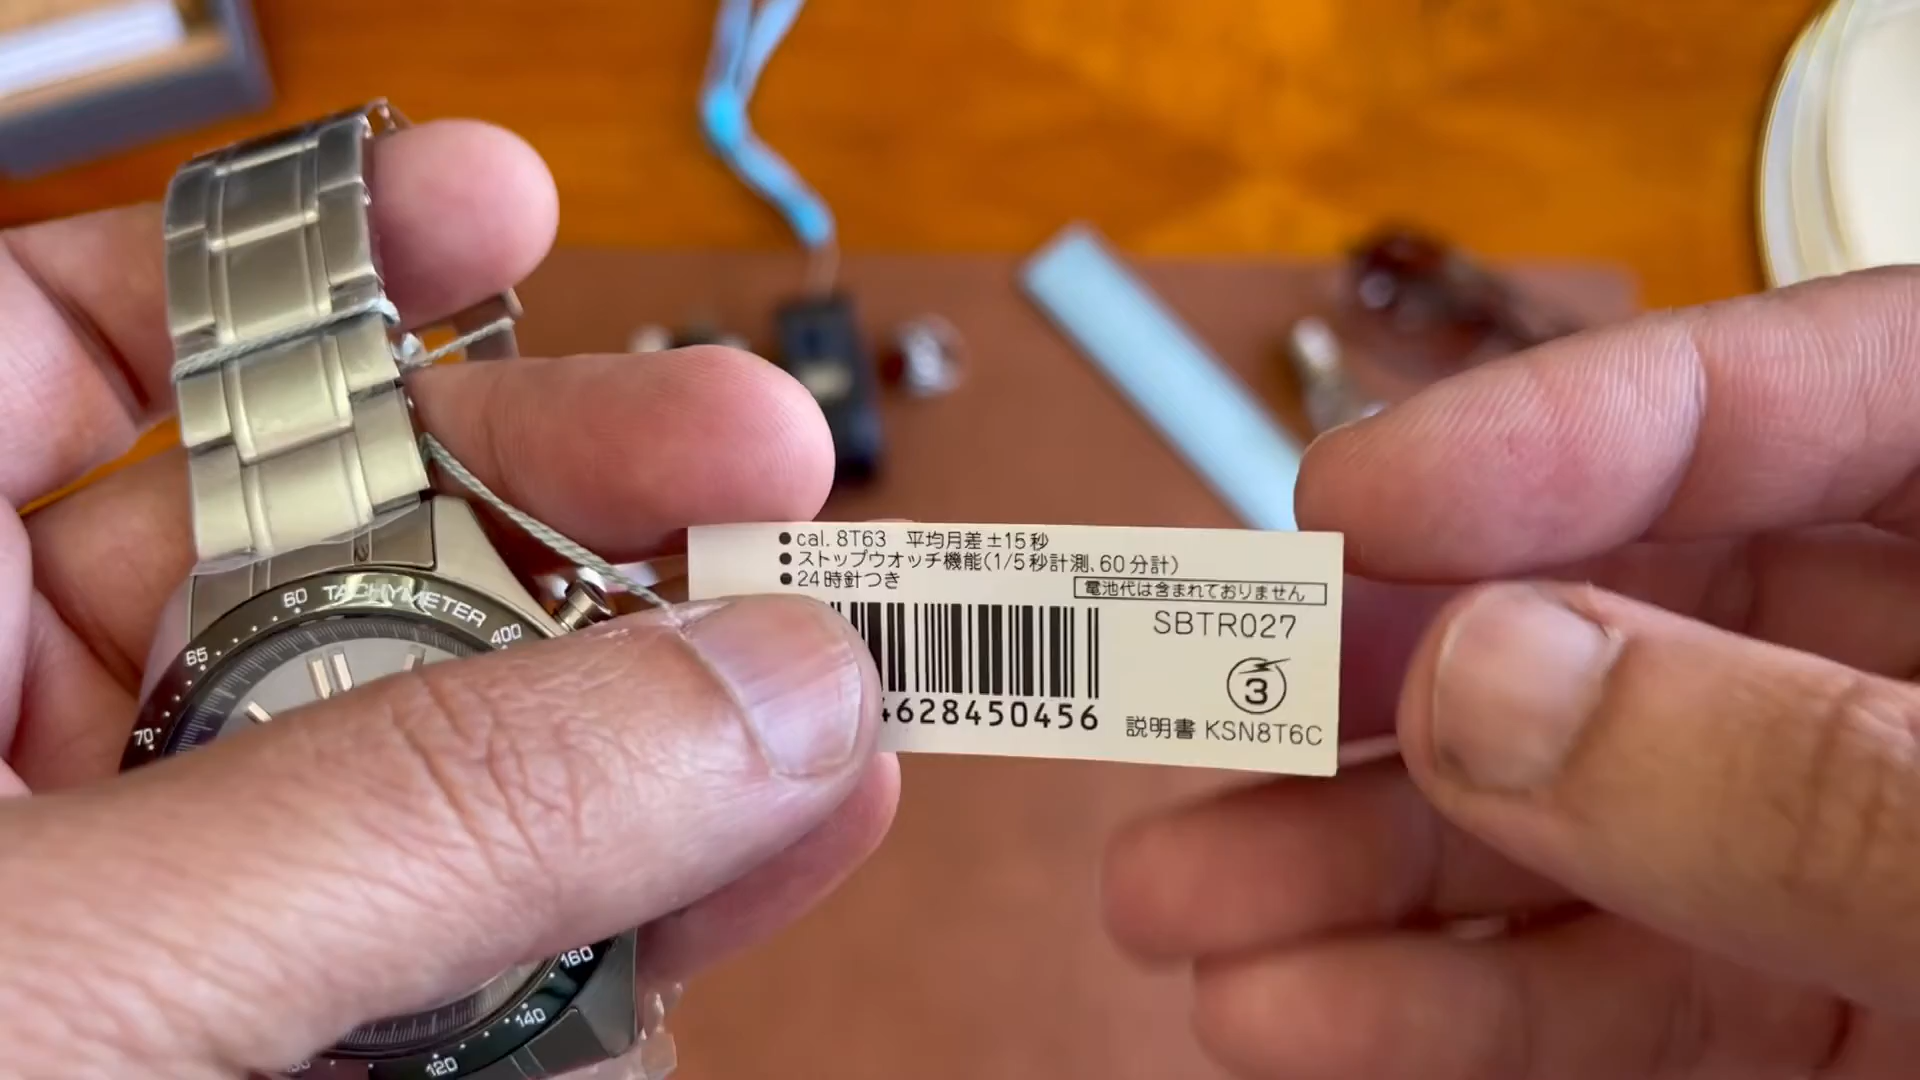 ● cal. 8T63 平均月差±15秒
● ストップウオッチ機能(1/5秒計測、60分計)
● 24時針つき
電池代は含まれておりません
SBTR027
3
4628450456
説明書 KSN8T6C
60 TACHYMETER 400
65
70
160
140
120